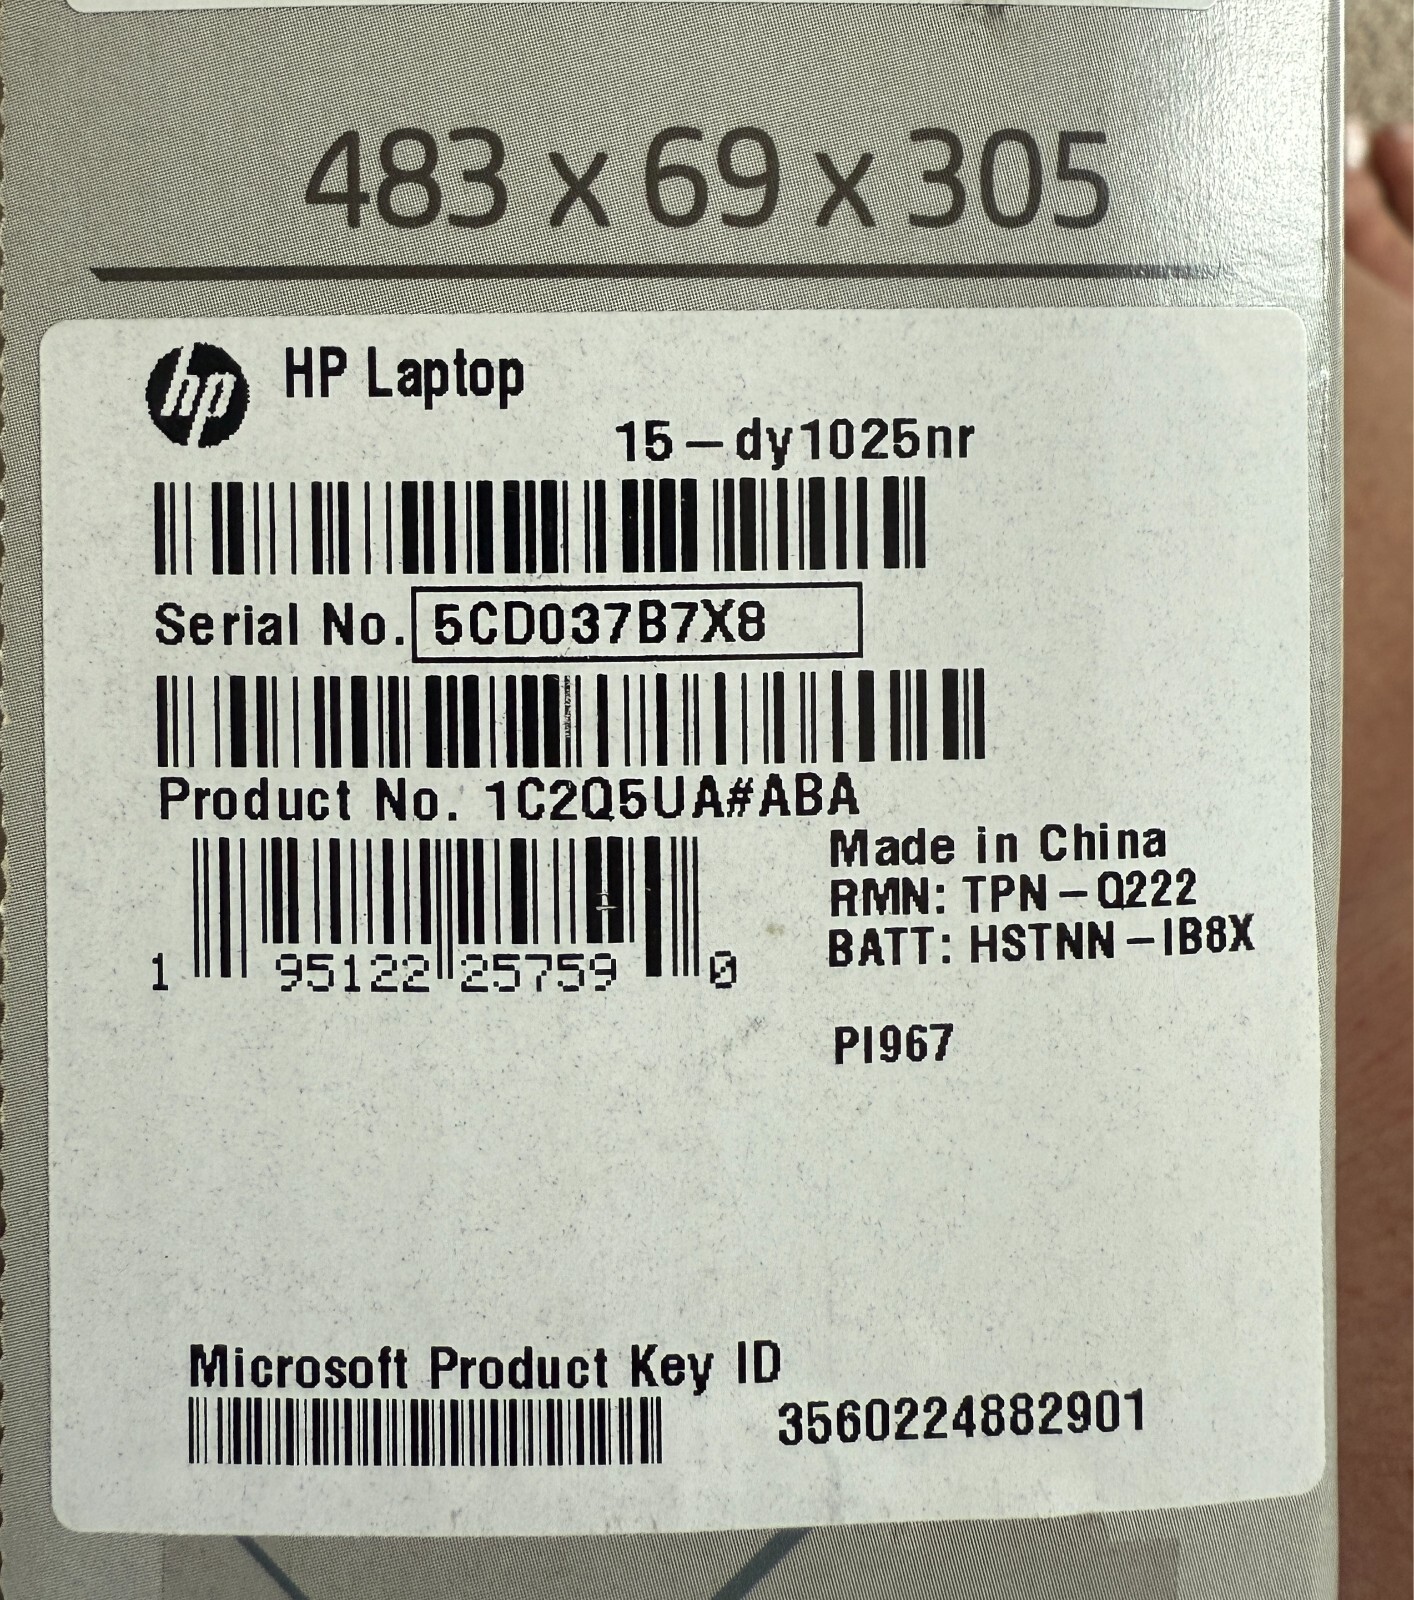 483 x 69 x 305
hp HP Laptop
15-dy1025nr
Serial No. 5CD037B7X8
Product No. 1C2Q5UA#ABA
1 95122 25759 0
Made in China
RMN: TPN-Q222
BATT: HSTNN-IB8X
PI967
Microsoft Product Key ID
3560224882901